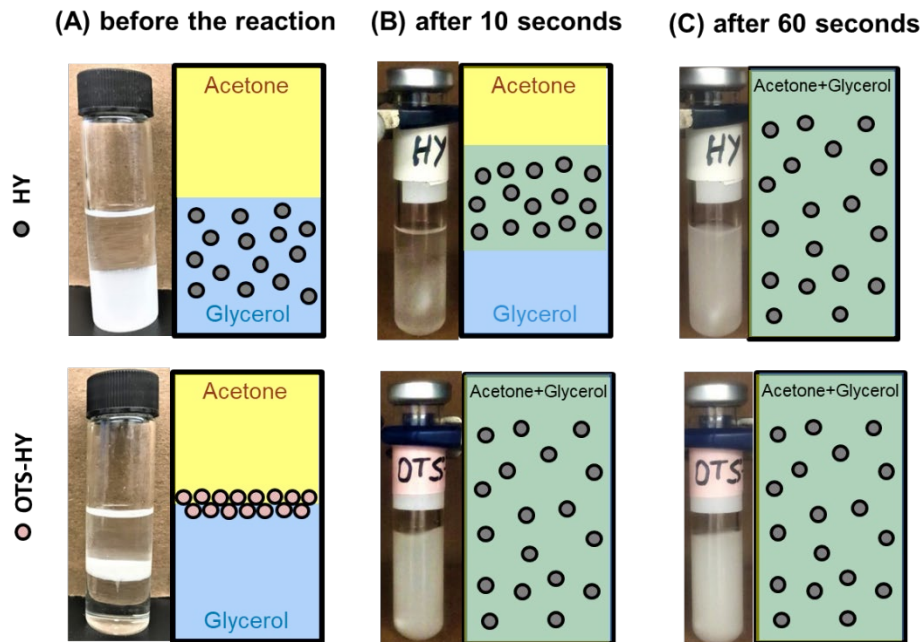 (A) before the reaction
(B) after 10 seconds
(C) after 60 seconds
HY
Acetone
Glycerol
HY
Acetone
Glycerol
HY
Acetone+Glycerol
OTS-HY
Acetone
Glycerol
OTS
Acetone+Glycerol
OTS
Acetone+Glycerol